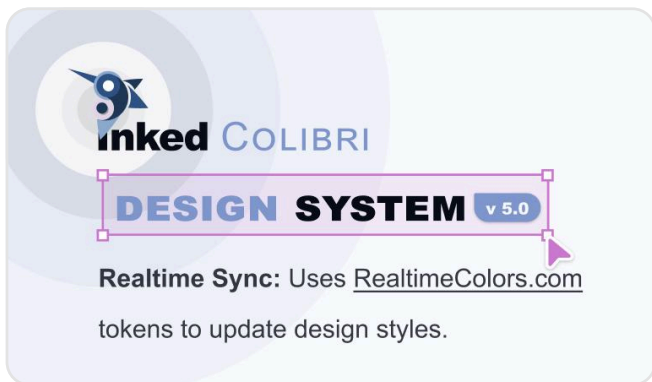 Inked COLIBRI
DESIGN SYSTEM v 5.0
Realtime Sync: Uses RealtimeColors.com
tokens to update design styles.